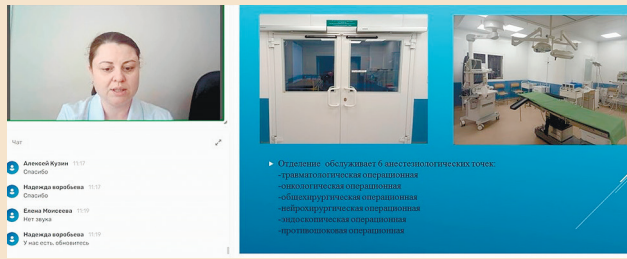 Чат
Алексей Кузин 11:17
Спасибо
Надежда воробьева 11:17
Спасибо
Елена Моисеева 11:19
Нет звука
Надежда воробьева 11:19
У нас есть, обновитесь
Отделение обслуживает 6 анестезиологических точек:
-травматологическая операционная
-онкологическая операционная
-общехирургическая операционная
-нейрохирургическая операционная
-эндоскопическая операционная
-противошоковая операционная